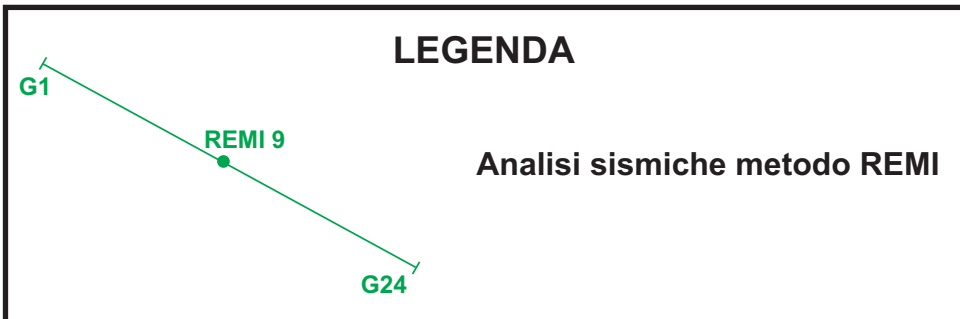 LEGENDA
G1
REMI 9
Analisi sismiche metodo REMI
G24